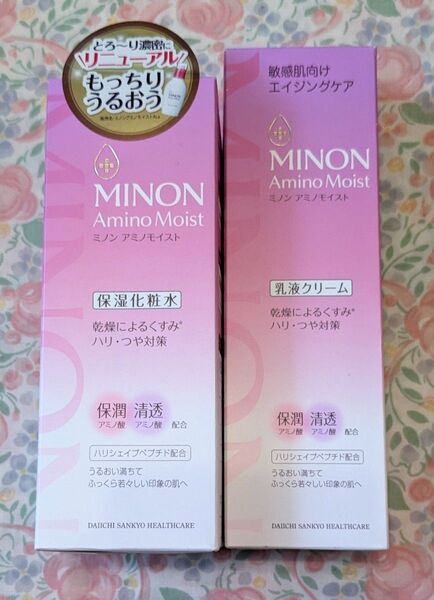 とろ〜り濃密に
リニューアル
もっちり
うるおう
MINON
Amino Moist
ミノン アミノモイスト
保湿化粧水
乾燥によるくすみ※
ハリ・つや対策
保潤 清透
アミノ酸 アミノ酸 配合
ハリシェイプペプチド配合
うるおい満ちて
ふっくら若々しい印象の肌へ
DAIICHI SANKYO HEALTHCARE
MINON
敏感肌向け
エイジングケア
MINON
Amino Moist
ミノン アミノモイスト
乳液クリーム
乾燥によるくすみ※
ハリ・つや対策
保潤 清透
アミノ酸 アミノ酸 配合
ハリシェイプペプチド配合
うるおい満ちて
ふっくら若々しい印象の肌へ
DAIICHI SANKYO HEALTHCARE
MINON